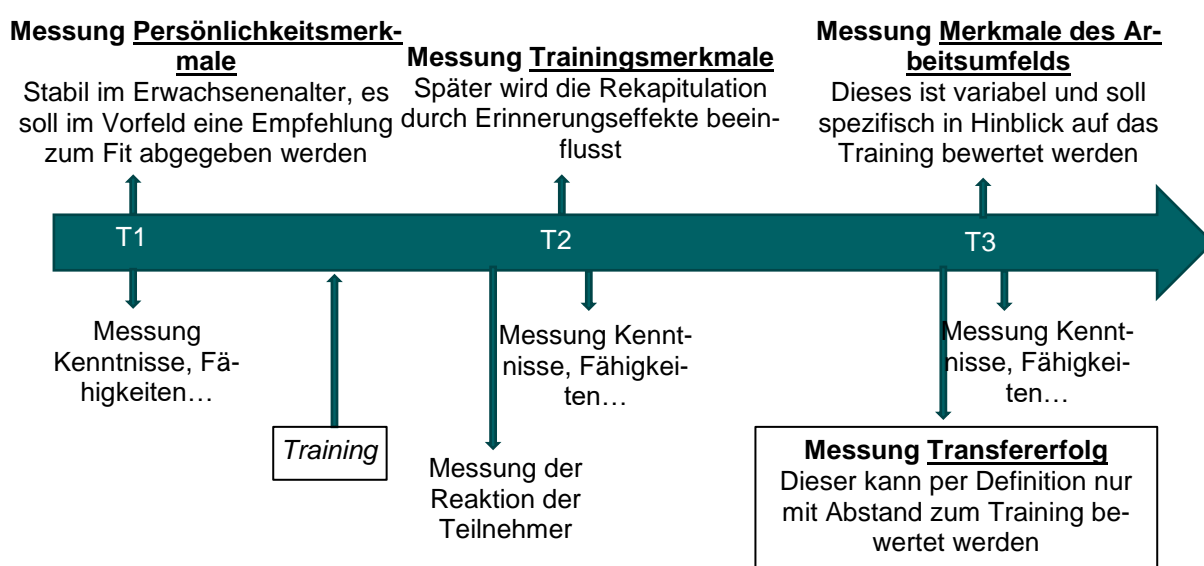 Messung Persönlichkeitsmerk-
male
Stabil im Erwachsenenalter, es
soll im Vorfeld eine Empfehlung
zum Fit abgegeben werden
Messung Trainingsmerkmale
Später wird die Rekapitulation
durch Erinnerungseffekte beein-
flusst
Messung Merkmale des Ar-
beitsumfelds
Dieses ist variabel und soll
spezifisch in Hinblick auf das
Training bewertet werden
T1
T2
T3
Messung
Kenntnisse, Fä-
higkeiten…
Training
Messung der
Reaktion der
Teilnehmer
Messung Kennt-
nisse, Fähigkei-
ten…
Messung Kennt-
nisse, Fähigkei-
ten…
Messung Transfererfolg
Dieser kann per Definition nur
mit Abstand zum Training be-
wertet werden